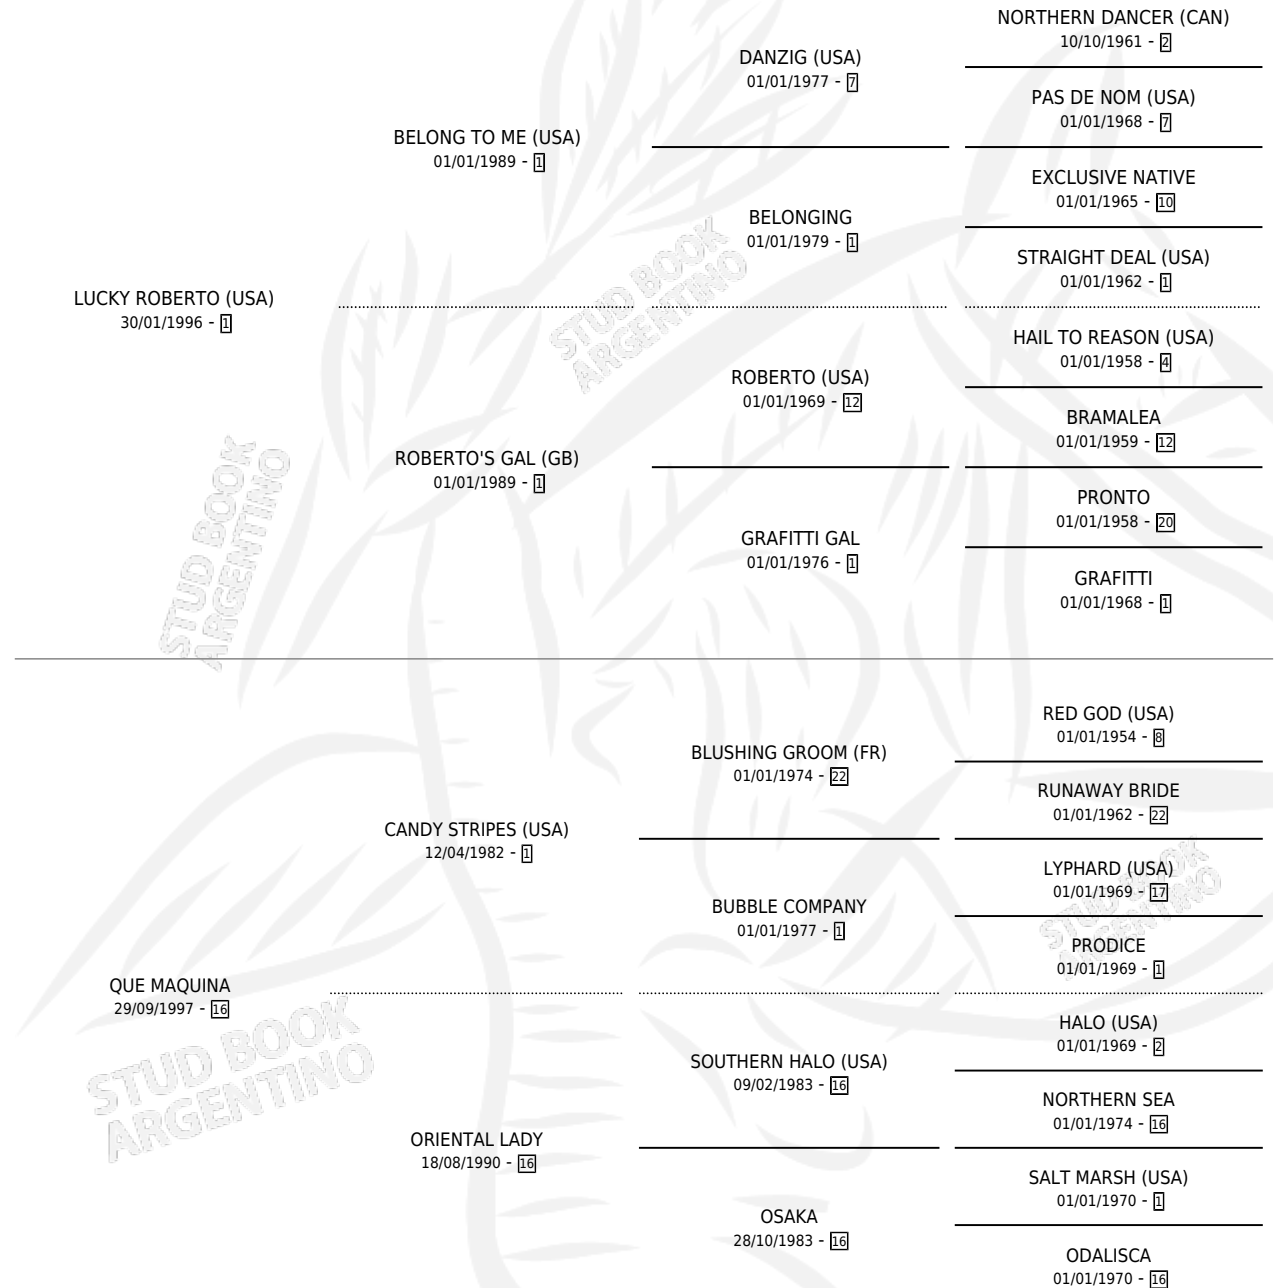 NORTHERN DANCER (CAN)
10/10/1961 - 2
DANZIG (USA)
01/01/1977 - 7
PAS DE NOM (USA)
01/01/1968 - 7
BELONG TO ME (USA)
01/01/1989 - 1
EXCLUSIVE NATIVE
01/01/1965 - 10
BELONGING
01/01/1979 - 1
STRAIGHT DEAL (USA)
01/01/1962 - 1
LUCKY ROBERTO (USA)
30/01/1996 - 1
HAIL TO REASON (USA)
01/01/1958 - 4
ROBERTO (USA)
01/01/1969 - 12
BRAMALEA
01/01/1959 - 12
ROBERTO'S GAL (GB)
01/01/1989 - 1
PRONTO
01/01/1958 - 20
GRAFITTI GAL
01/01/1976 - 1
GRAFITTI
01/01/1968 - 1
STUD BOOK
ARGENTINO
STUD BOOK
ARGENTINO
RED GOD (USA)
01/01/1954 - 8
BLUSHING GROOM (FR)
01/01/1974 - 22
RUNAWAY BRIDE
01/01/1962 - 22
CANDY STRIPES (USA)
12/04/1982 - 1
LYPHARD (USA)
01/01/1969 - 17
BUBBLE COMPANY
01/01/1977 - 1
PRODICE
01/01/1969 - 1
STUD BOOK
ARGENTINO
QUE MAQUINA
29/09/1997 - 16
HALO (USA)
01/01/1969 - 2
SOUTHERN HALO (USA)
09/02/1983 - 16
NORTHERN SEA
01/01/1974 - 16
ORIENTAL LADY
18/08/1990 - 16
SALT MARSH (USA)
01/01/1970 - 1
OSAKA
28/10/1983 - 16
ODALISCA
01/01/1970 - 16
STUD BOOK
ARGENTINO